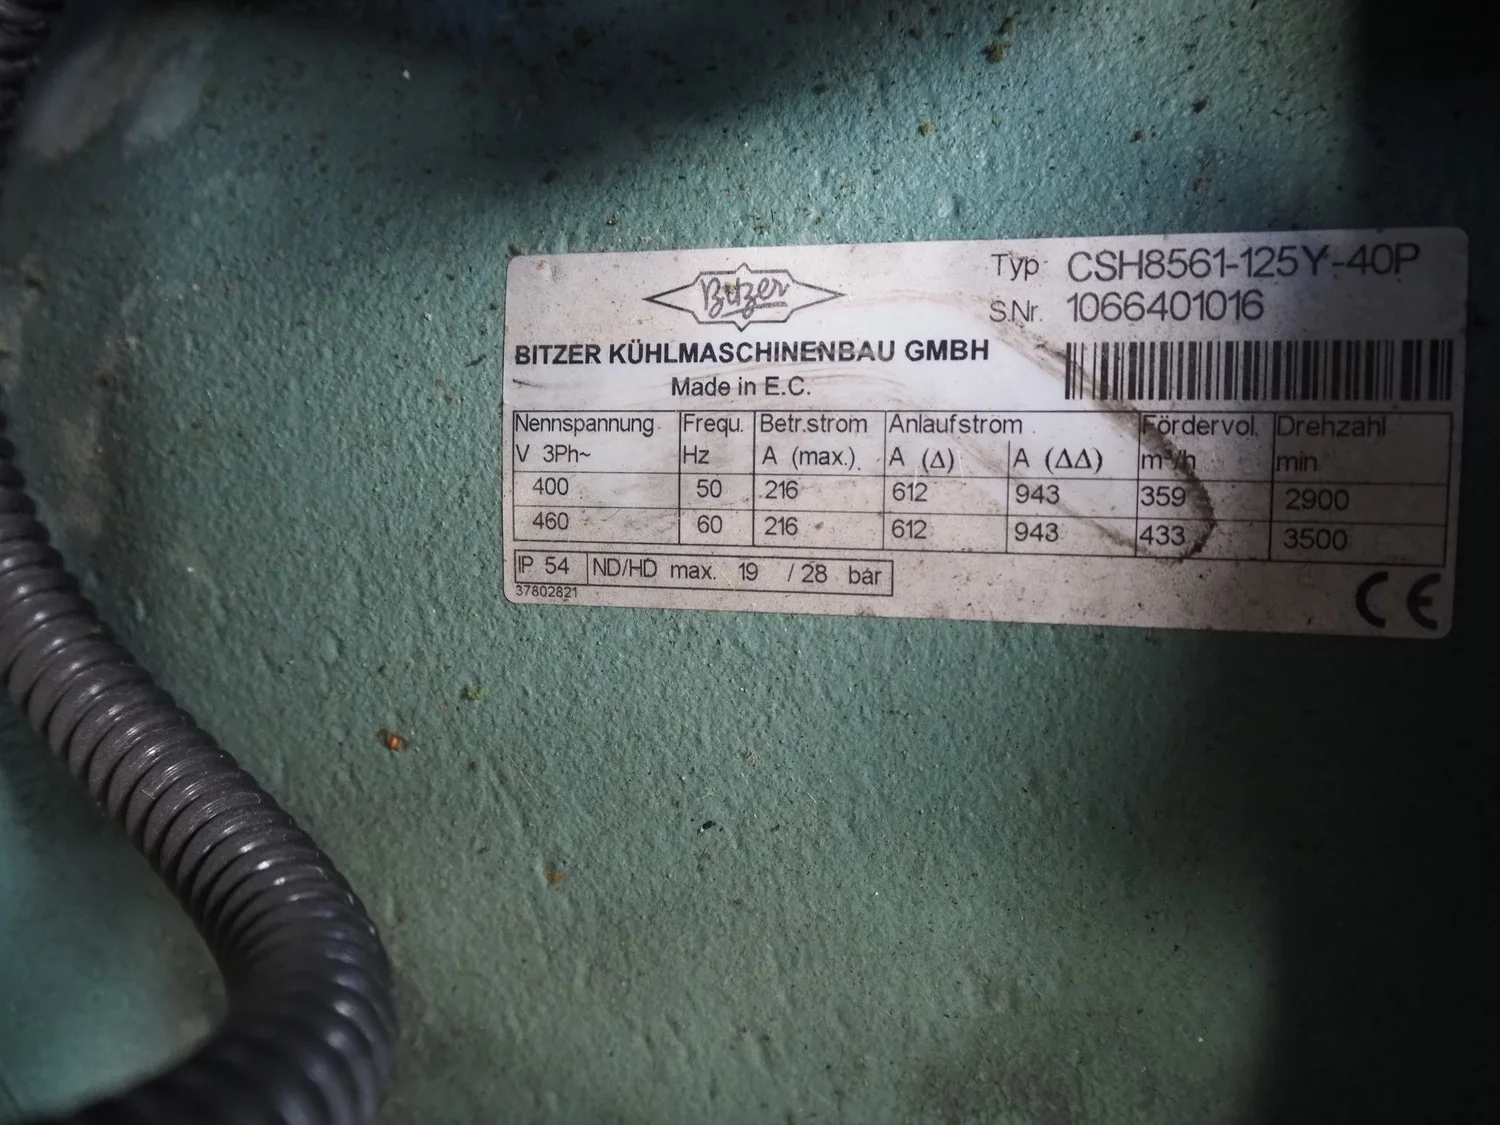 Bitzer
Typ CSH8561-125Y-40P
S.Nr. 1066401016
BITZER KÜHLMASCHINENBAU GMBH
Made in E.C.
Nennspannung Frequ. Betr.strom Anlaufstrom Fördervol. Drehzahl
V 3Ph~ Hz A (max.) A (Δ) A (ΔΔ) m³/h min
400 50 216 612 943 359 2900
460 60 216 612 943 433 3500
IP 54 ND/HD max. 19 / 28 bar
37802821
CE